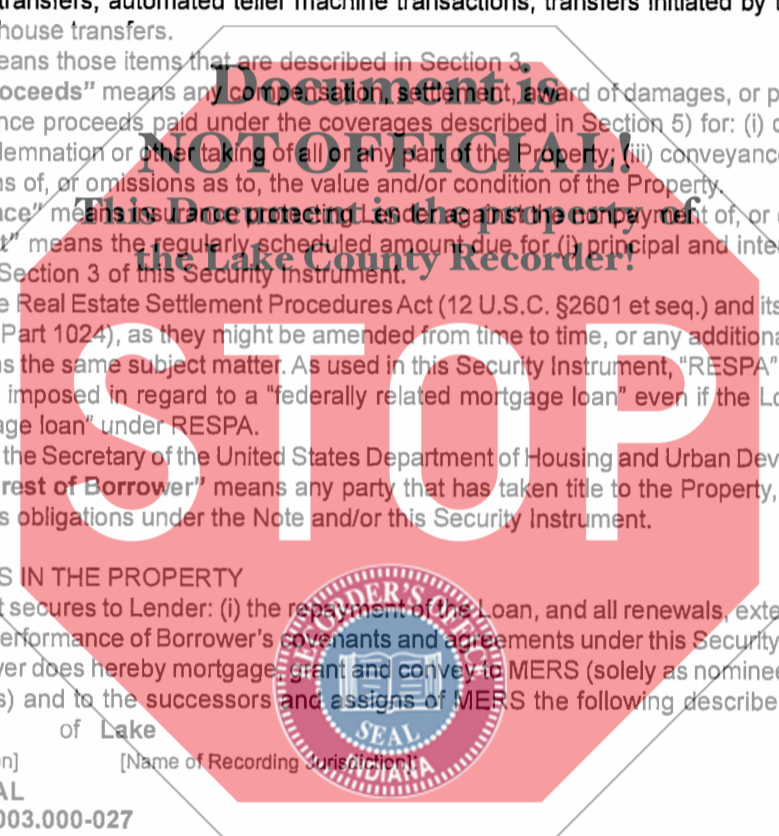 transfers, automated teller machine transactions, transfers initiated by
house transfers.
eans those items that are described in Section 3.
Document is
oceeds” means any compensation, settlement, award of damages, or p
nce proceeds paid under the coverages described in Section 5) for: (i)
NOT OFFICIAL!
demnation or other taking of all or any part of the Property; (iii) conveyanc
s of, or omissions as to, the value and/or condition of the Property.
This Document is the property of
ce” means insurance protecting Lender against the nonpayment of, or
t” means the regularly scheduled amount due for (i) principal and inte
the Lake County Recorder!
Section 3 of this Security Instrument.
e Real Estate Settlement Procedures Act (12 U.S.C. §2601 et seq.) and its
Part 1024), as they might be amended from time to time, or any additiona
s the same subject matter. As used in this Security Instrument, “RESPA”
imposed in regard to a “federally related mortgage loan” even if the Lo
age loan” under RESPA.
STOP
the Secretary of the United States Department of Housing and Urban Dev
rest of Borrower” means any party that has taken title to the Property,
s obligations under the Note and/or this Security Instrument.
S IN THE PROPERTY
t secures to Lender: (i) the repayment of the Loan, and all renewals, exte
erformance of Borrower's covenants and agreements under this Security
wer does hereby mortgage, grant and convey to MERS (solely as nominee
s) and to the successors and assigns of MERS the following describe
RECORDER'S OFFICE
SEAL
INDIANA
of Lake
on] [Name of Recording Jurisdiction]:
AL
003.000-027